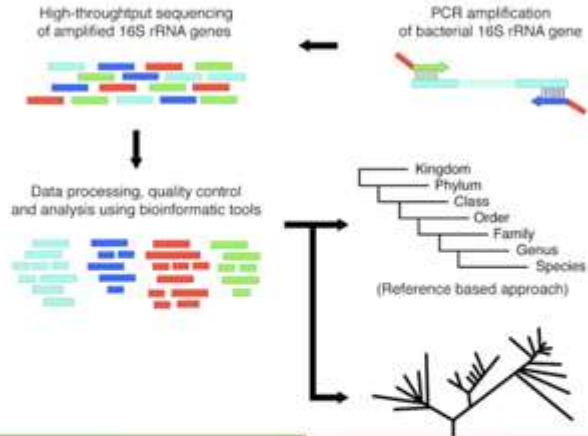 High-throughtput sequencing
of amplified 16S rRNA genes
PCR amplification
of bacterial 16S rRNA gene
Data processing, quality control
and analysis using bioinformatic tools
Kingdom
Phylum
Class
Order
Family
Genus
Species
(Reference based approach)